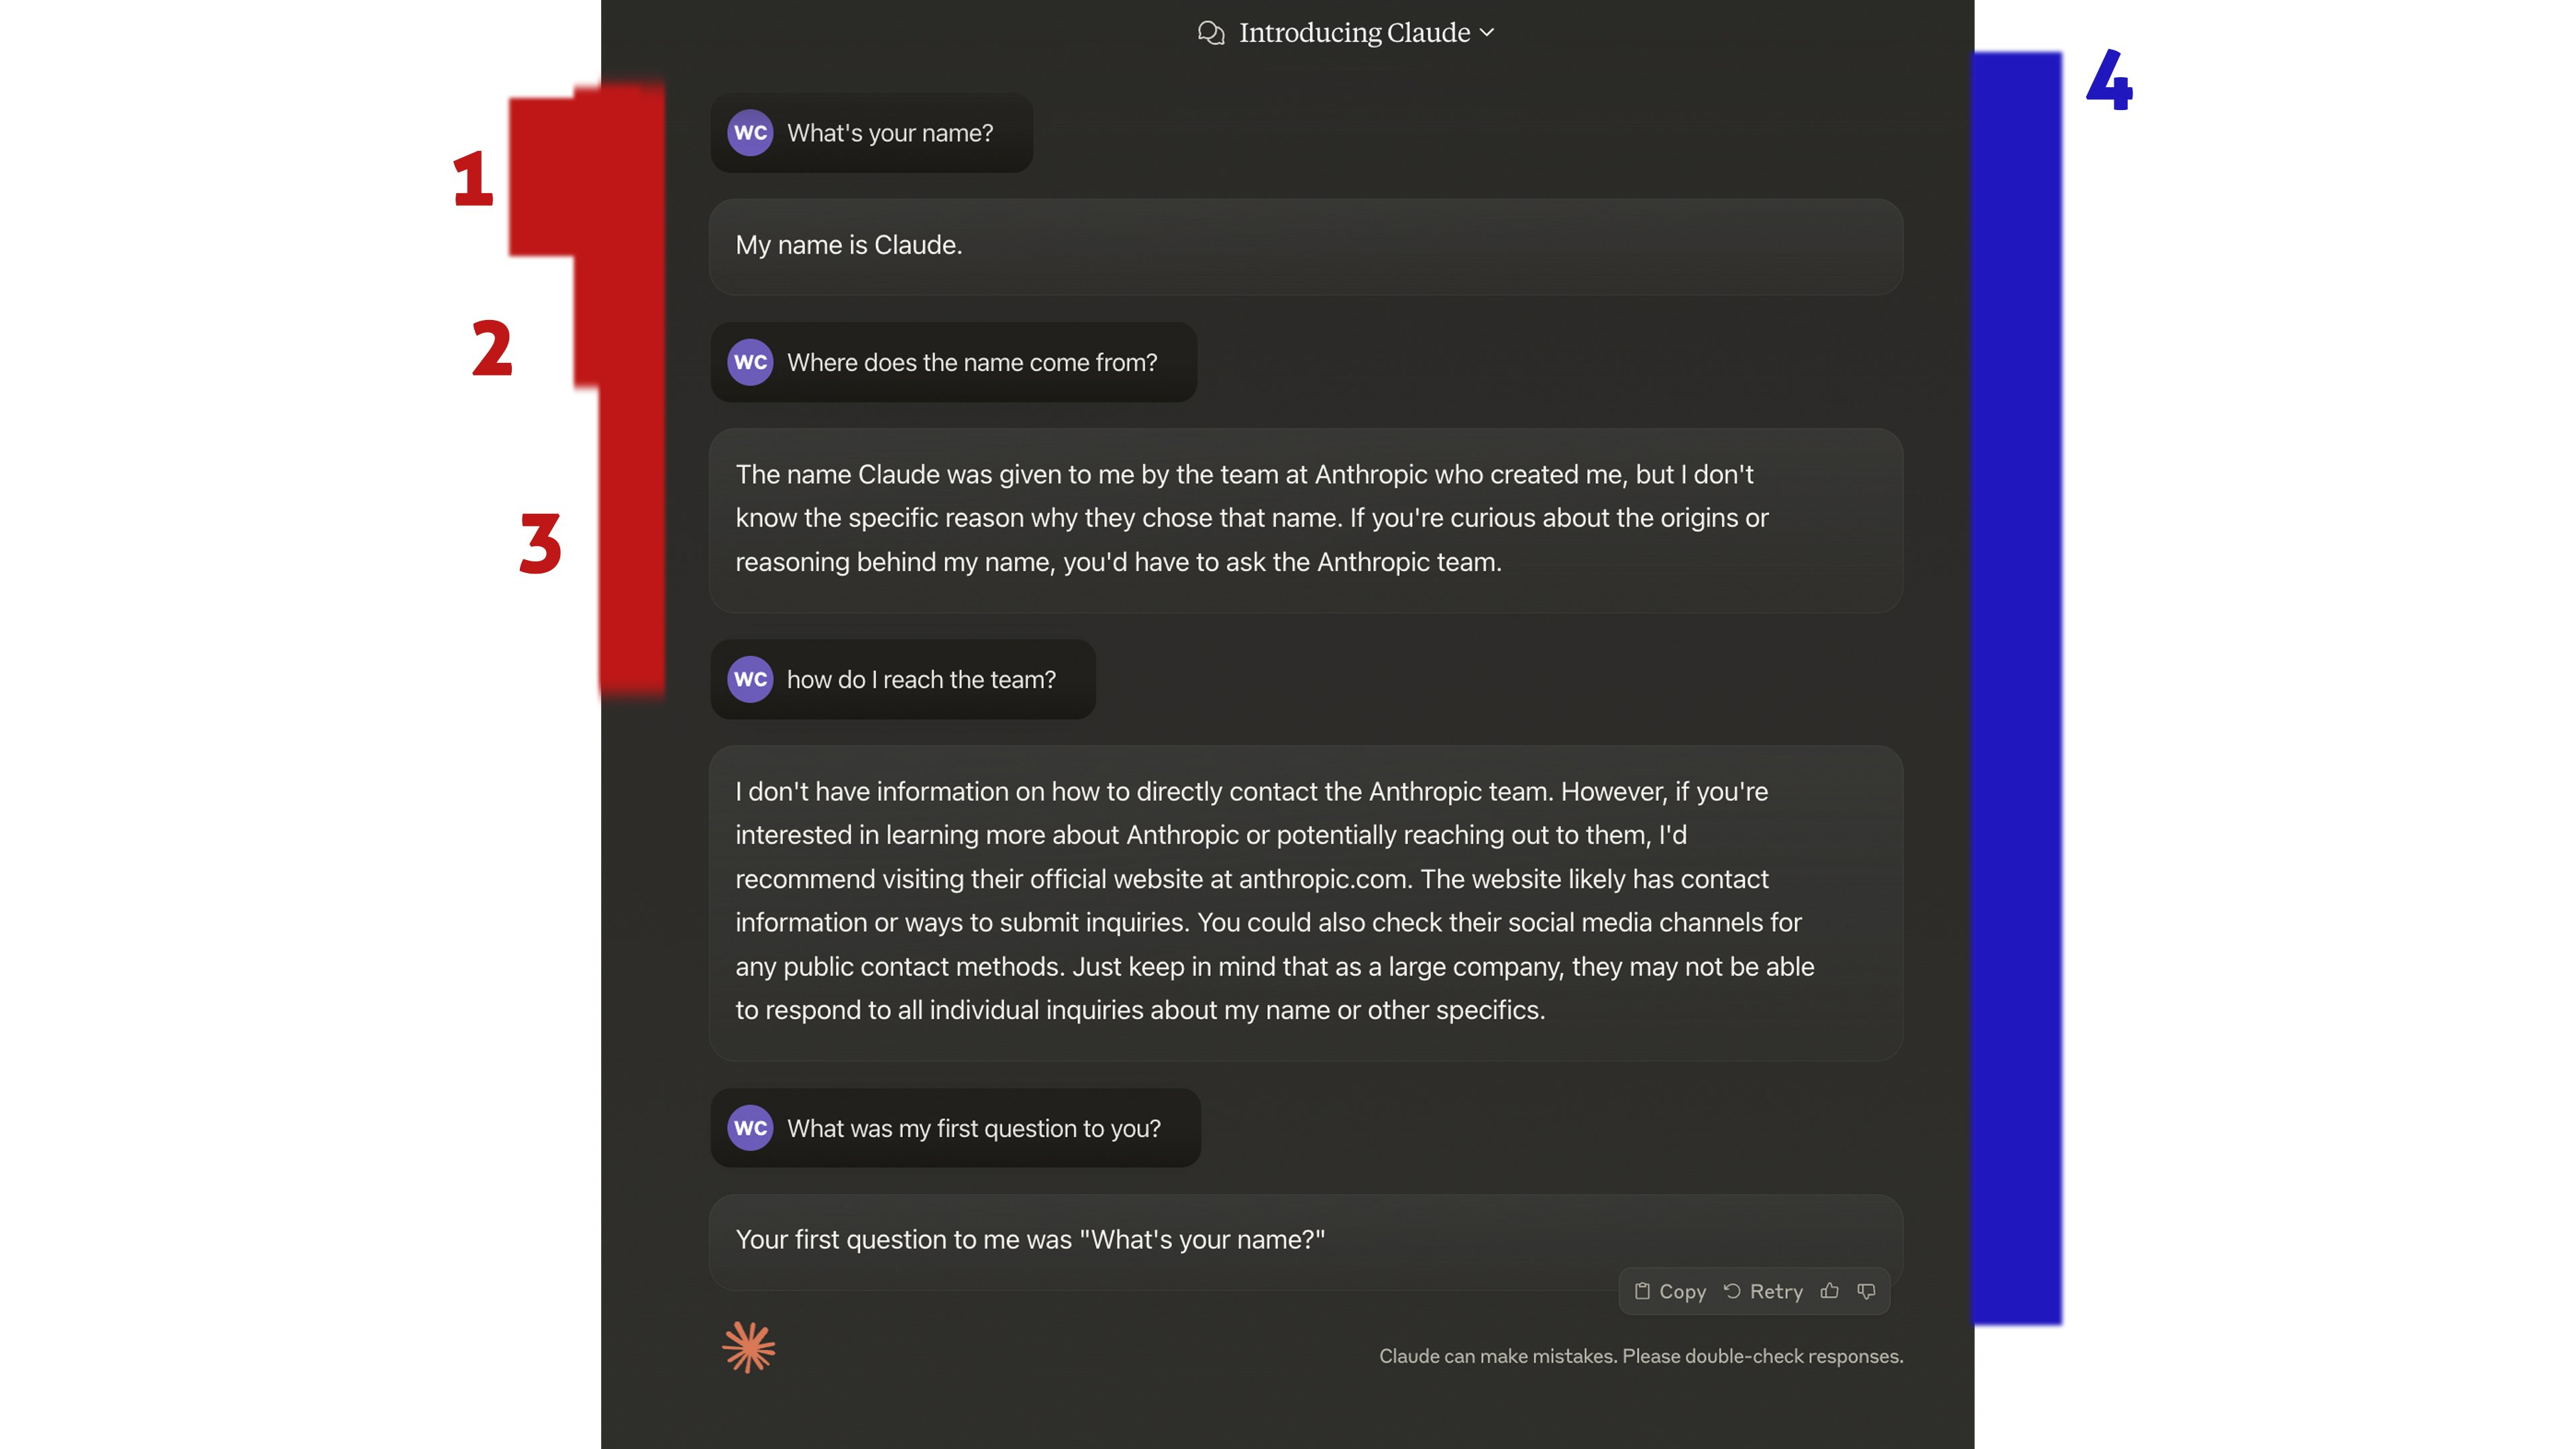 Introducing Claude
4
1
WC What's your name?
My name is Claude.
2
WC Where does the name come from?
3
The name Claude was given to me by the team at Anthropic who created me, but I don't
know the specific reason why they chose that name. If you're curious about the origins or
reasoning behind my name, you'd have to ask the Anthropic team.
WC how do I reach the team?
I don't have information on how to directly contact the Anthropic team. However, if you're
interested in learning more about Anthropic or potentially reaching out to them, I'd
recommend visiting their official website at anthropic.com. The website likely has contact
information or ways to submit inquiries. You could also check their social media channels for
any public contact methods. Just keep in mind that as a large company, they may not be able
to respond to all individual inquiries about my name or other specifics.
WC What was my first question to you?
Your first question to me was "What's your name?"
Copy Retry
Claude can make mistakes. Please double-check responses.